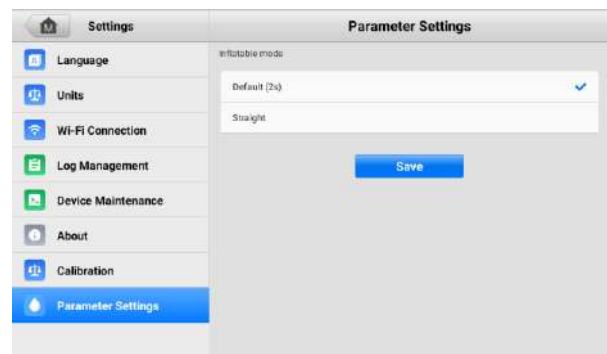 Settings
Parameter Settings
Language
Units
Wi-Fi Connection
Log Management
Device Maintenance
About
Calibration
Parameter Settings
Inflatable mode
Default (2s)
Straight
Save